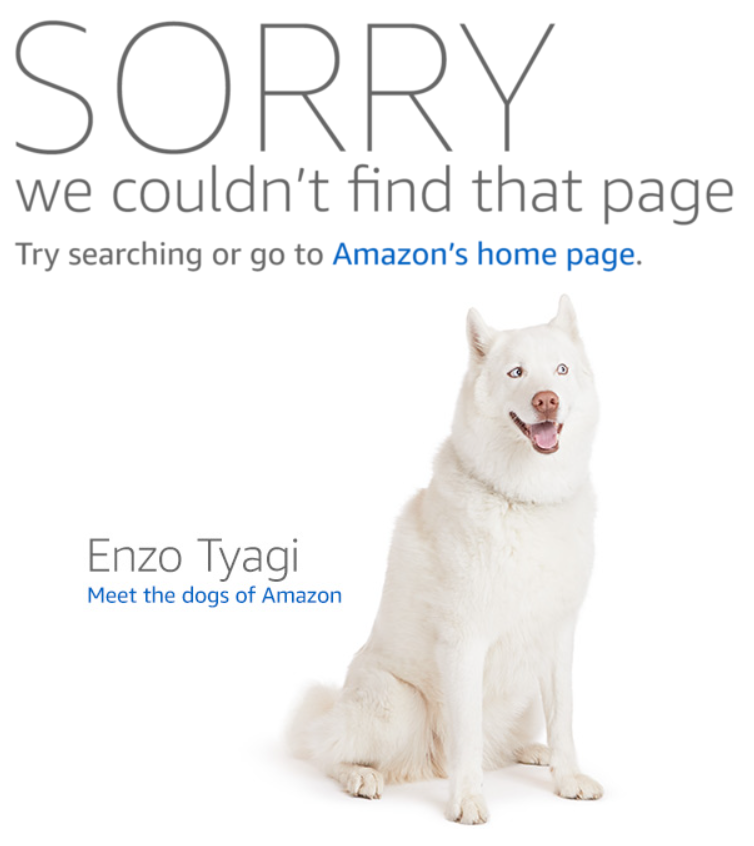 SORRY
we couldn't find that page
Try searching or go to Amazon's home page.
Enzo Tyagi
Meet the dogs of Amazon